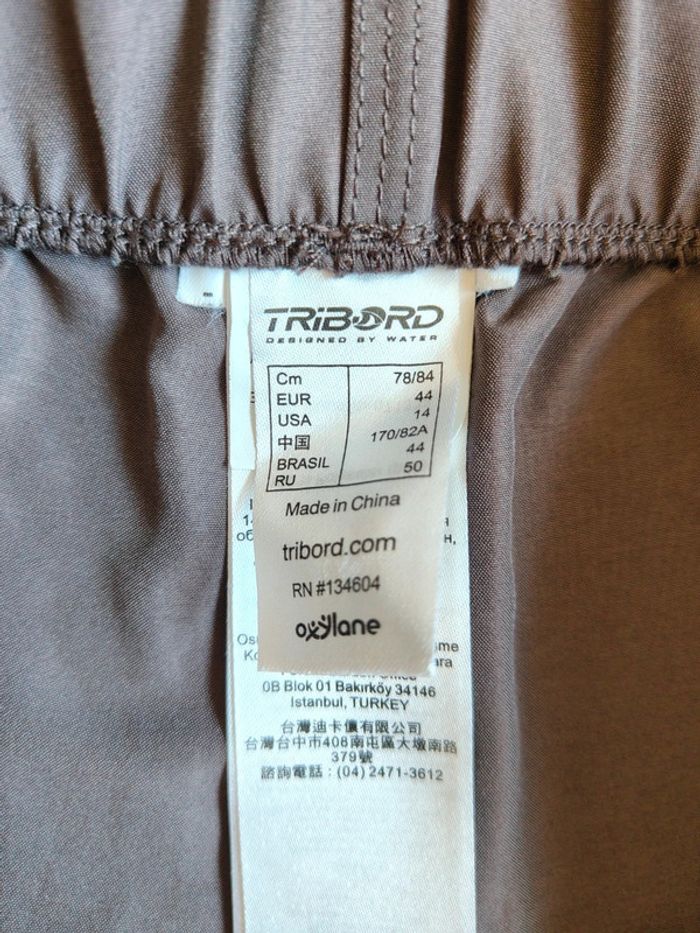 TRIBORD
DESIGNED BY WATER
Cm 78/84
EUR 44
USA 14
中国 170/82A
BRASIL 44
RU 50
Made in China
tribord.com
RN #134604
oxylane
0B Blok 01 Bakırköy 34146
Istanbul, TURKEY
台灣迪卡儂有限公司
台灣台中市408南屯區大墩南路
379號
諮詢電話：(04) 2471-3612